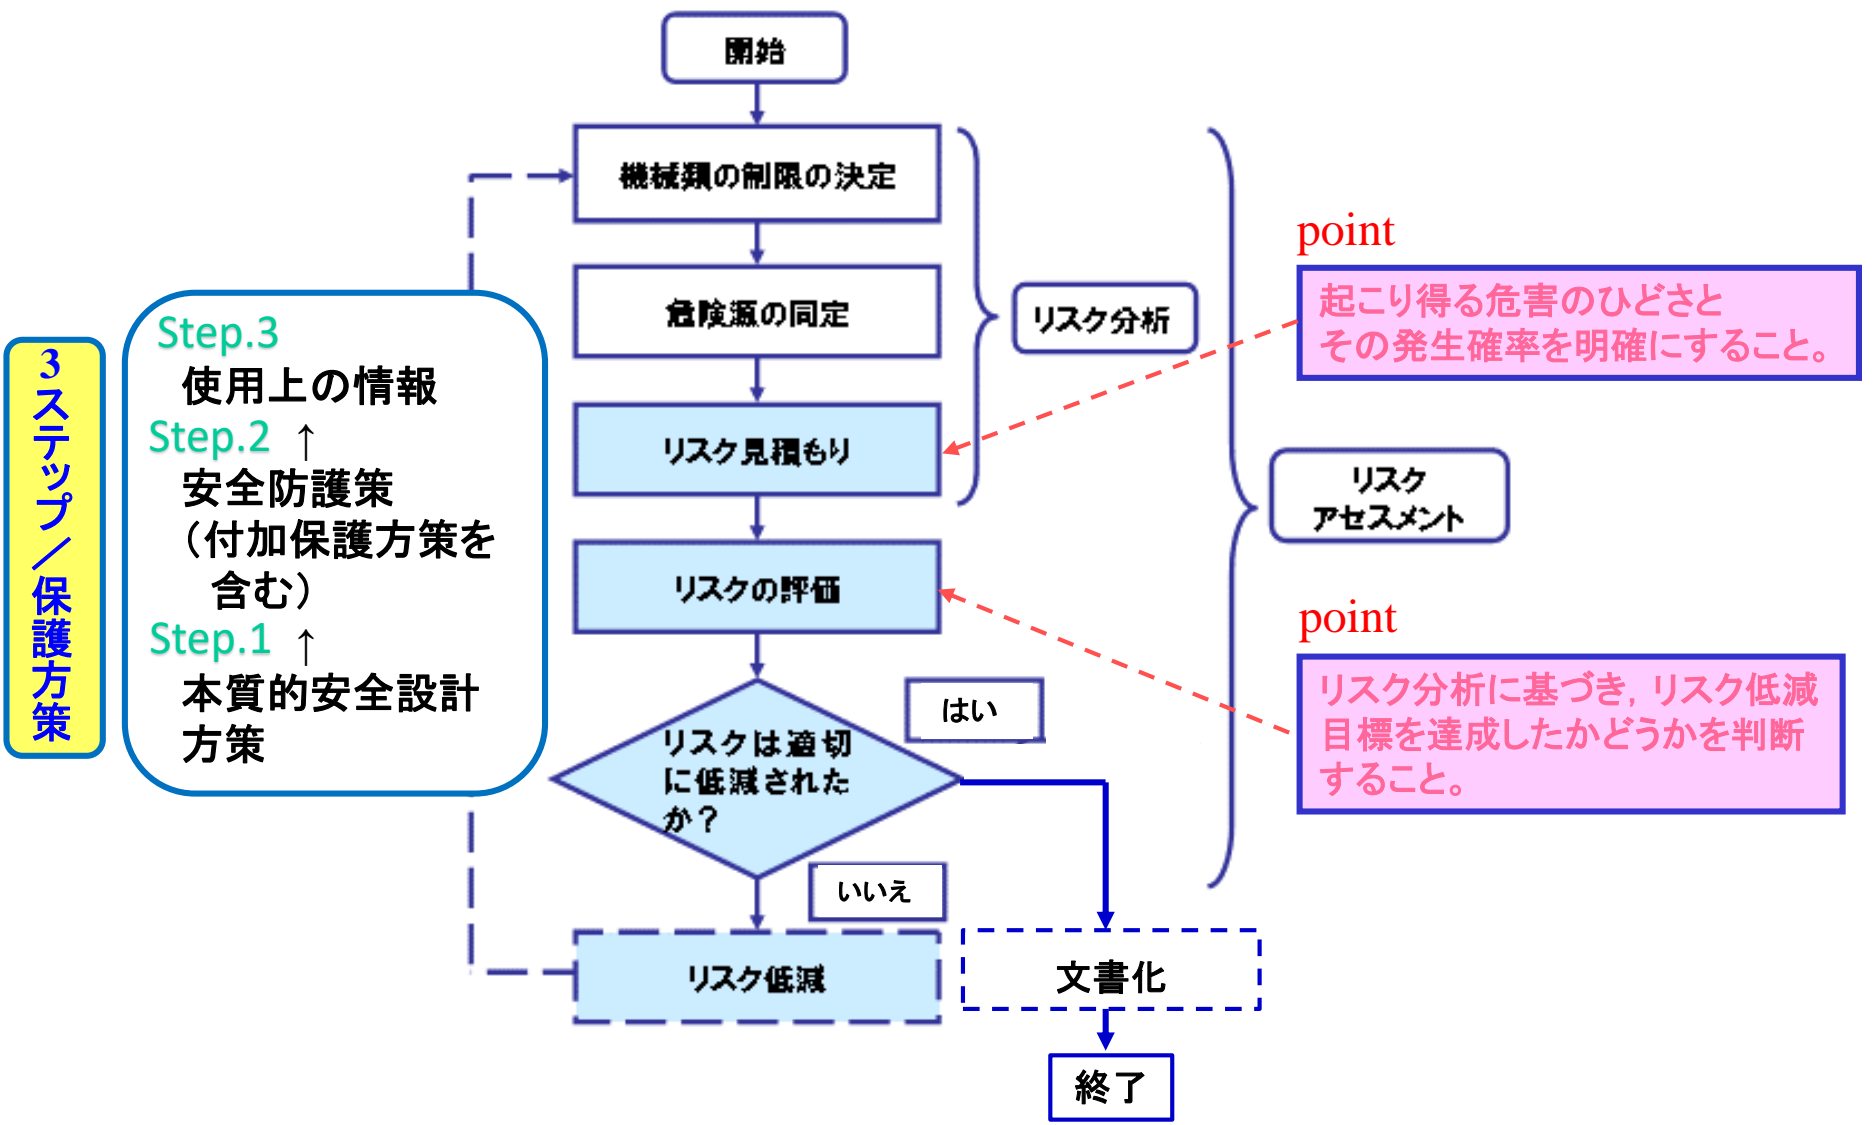 開始
機械類の制限の決定
危険源の同定
リスク見積もり
リスクの評価
リスクは適切
に低減された
か？
はい
いいえ
リスク低減
文書化
終了
リスク分析
リスク
アセスメント
point
起こり得る危害のひどさと
その発生確率を明確にすること。
point
リスク分析に基づき，リスク低減
目標を達成したかどうかを判断
すること。
3ステップ／保護方策
Step.3
使用上の情報
Step.2 ↑
安全防護策
（付加保護方策を
含む）
Step.1 ↑
本質的安全設計
方策